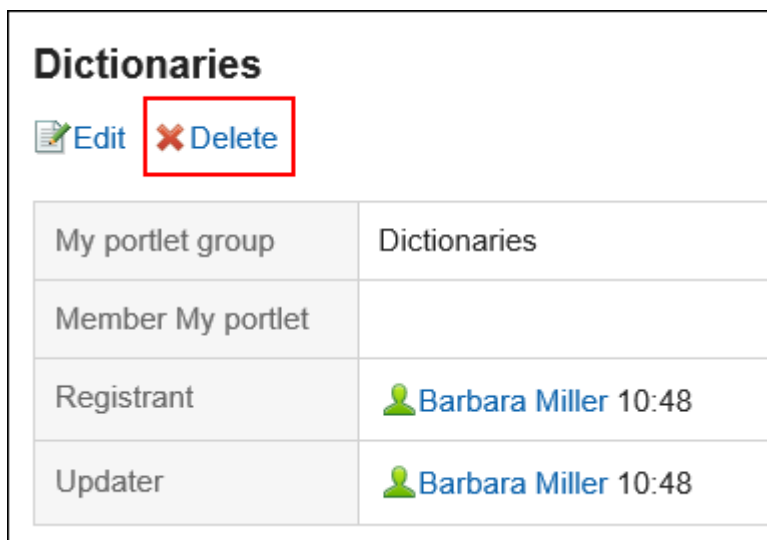 Dictionaries
Edit Delete
My portlet group Dictionaries
Member My portlet
Registrant Barbara Miller 10:48
Updater Barbara Miller 10:48